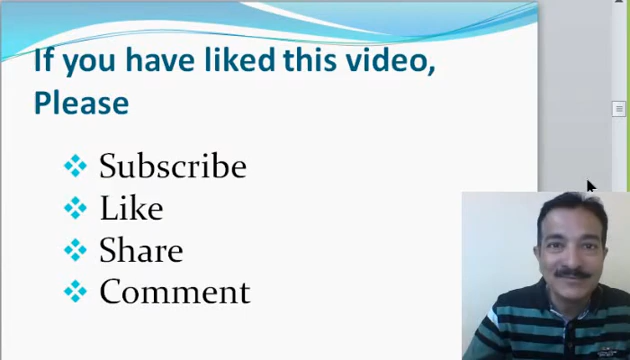 If you have liked this video,
Please
Subscribe
Like
Share
Comment